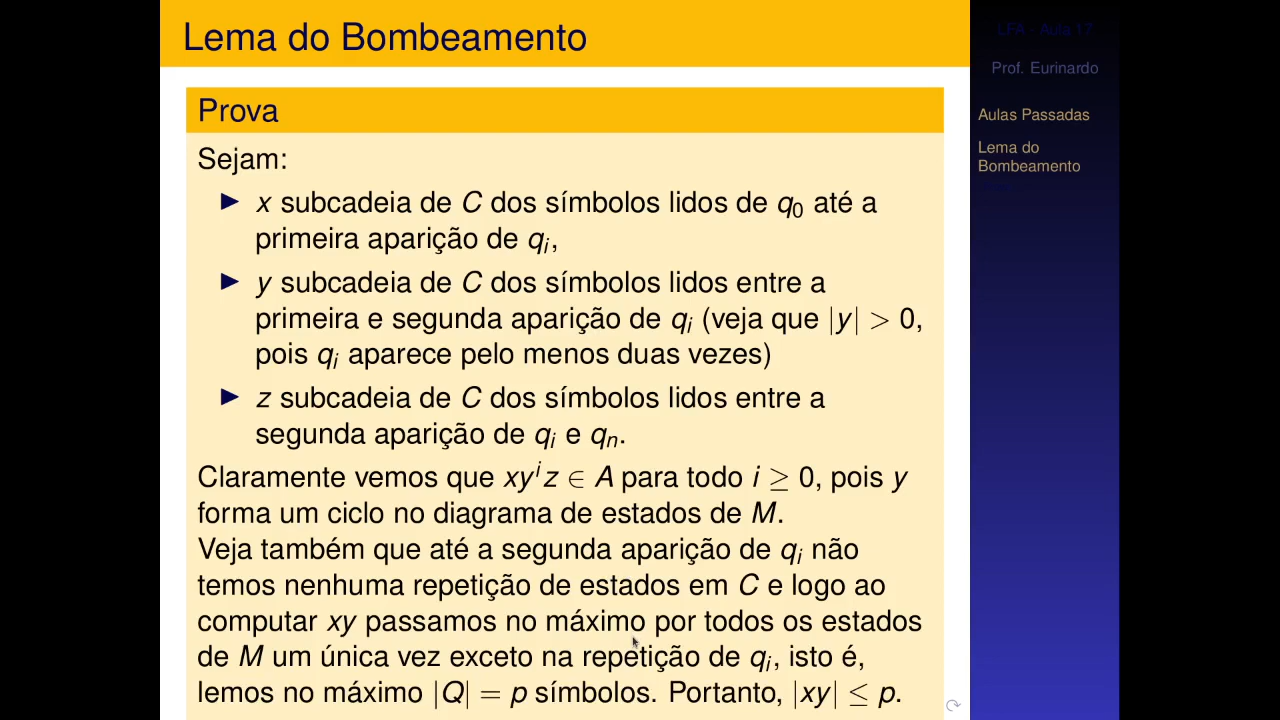 Lema do Bombeamento
Prova
Sejam:
▶ x subcadeia de C dos símbolos lidos de q₀ até a
primeira aparição de qᵢ,
▶ y subcadeia de C dos símbolos lidos entre a
primeira e segunda aparição de qᵢ (veja que |y| > 0,
pois qᵢ aparece pelo menos duas vezes)
▶ z subcadeia de C dos símbolos lidos entre a
segunda aparição de qᵢ e qₙ.
Claramente vemos que xyⁱz ∈ A para todo i ≥ 0, pois y
forma um ciclo no diagrama de estados de M.
Veja também que até a segunda aparição de qᵢ não
temos nenhuma repetição de estados em C e logo ao
computar xy passamos no máximo por todos os estados
de M um única vez exceto na repetição de qᵢ, isto é,
lemos no máximo |Q| = p símbolos. Portanto, |xy| ≤ p.
LFA - Aula 17
Prof. Eurinardo
Aulas Passadas
Lema do
Bombeamento